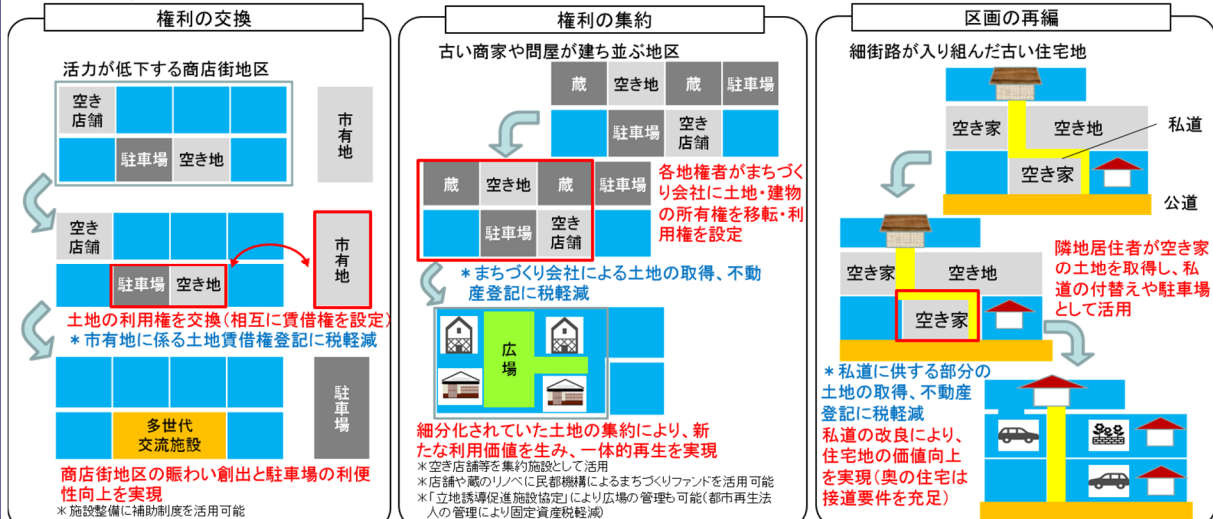 権利の交換
活力が低下する商店街地区
空き
店舗
駐車場
空き地
市有地
空き
店舗
駐車場
空き地
市有地
土地の利用権を交換(相互に賃借権を設定)
＊市有地に係る土地賃借権登記に税軽減
多世代
交流施設
駐車場
商店街地区の賑わい創出と駐車場の利便
性向上を実現
＊施設整備に補助制度を活用可能
権利の集約
古い商家や問屋が建ち並ぶ地区
蔵
空き地
蔵
駐車場
駐車場
空き
店舗
蔵
空き地
蔵
駐車場
駐車場
空き
店舗
各地権者がまちづく
り会社に土地・建物
の所有権を移転・利
用権を設定
＊まちづくり会社による土地の取得、不動
産登記に税軽減
広場
細分化されていた土地の集約により、新
たな利用価値を生み、一体的再生を実現
＊空き店舗等を集約施設として活用
＊店舗や蔵のリノベに民都機構によるまちづくりファンドを活用可能
＊「立地誘導促進施設協定」により広場の管理も可能(都市再生法
人の管理により固定資産税軽減)
区画の再編
細街路が入り組んだ古い住宅地
空き家
空き地
私道
空き家
公道
空き家
空き地
空き家
隣地居住者が空き家
の土地を取得し、私
道の付替えや駐車場
として活用
＊私道に供する部分の
土地の取得、不動産
登記に税軽減
私道の改良により、
住宅地の価値向上
を実現(奥の住宅は
接道要件を充足)